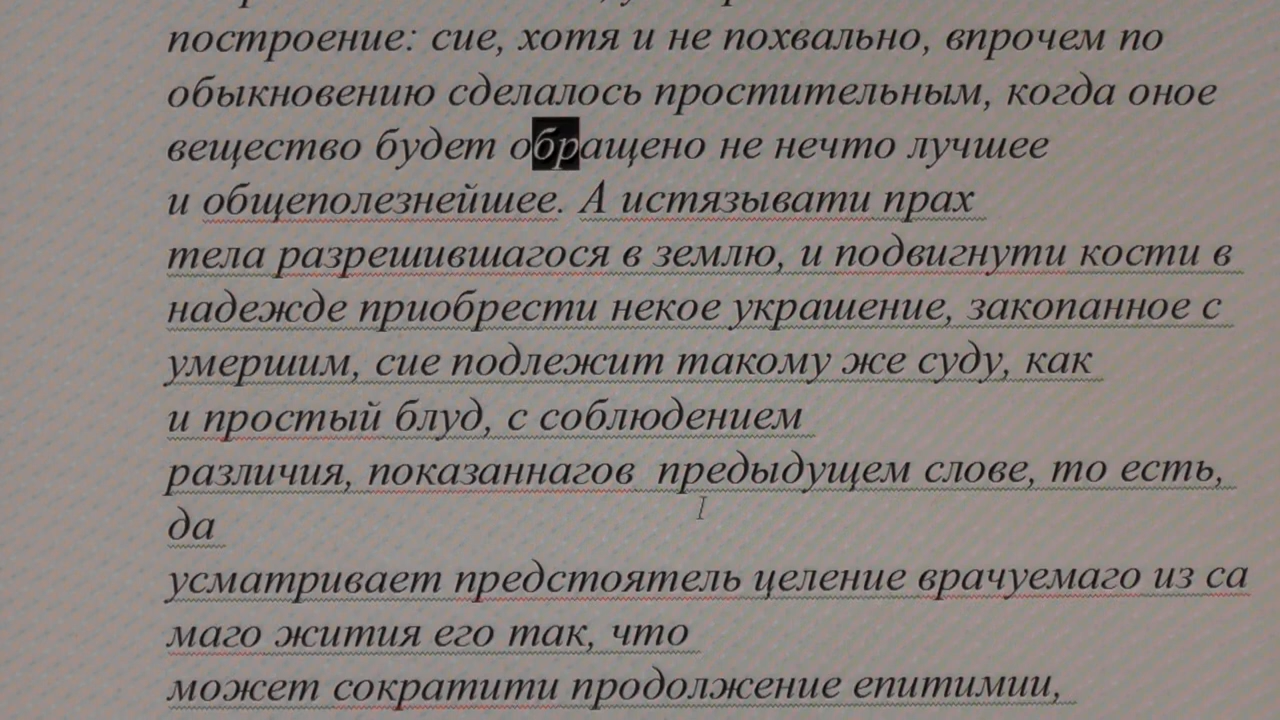 построение: сие, хотя и не похвально, впрочем по
обыкновению сделалось простительным, когда оное
вещество будет обращено не нечто лучшее
и общеполезнейшее. А истязывати прах
тела разрешившагося в землю, и подвигнути кости в
надежде приобрести некое украшение, закопанное с
умершим, сие подлежит такому же суду, как
и простый блуд, с соблюдением
различия, показаннагов предыдущем слове, то есть,
да
усматривает предстоятель целение врачуемаго из са
маго жития его так, что
может сократити продолжение епитимии,